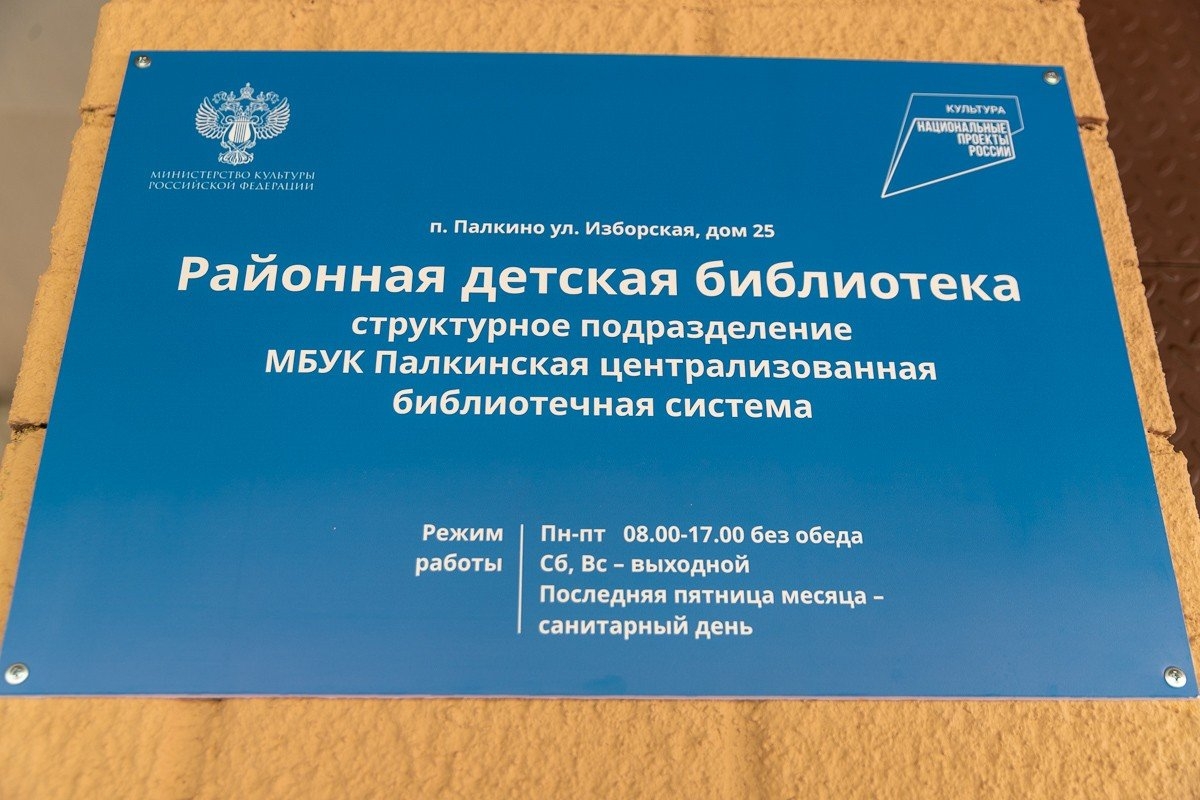 МИНИСТЕРСТВО КУЛЬТУРЫ
РОССИЙСКОЙ ФЕДЕРАЦИИ
КУЛЬТУРА
НАЦИОНАЛЬНЫЕ
ПРОЕКТЫ
РОССИИ
п. Палкино ул. Изборская, дом 25
Районная детская библиотека
структурное подразделение
МБУК Палкинская централизованная
библиотечная система
Режим
работы
Пн-пт 08.00-17.00 без обеда
Сб, Вс – выходной
Последняя пятница месяца –
санитарный день